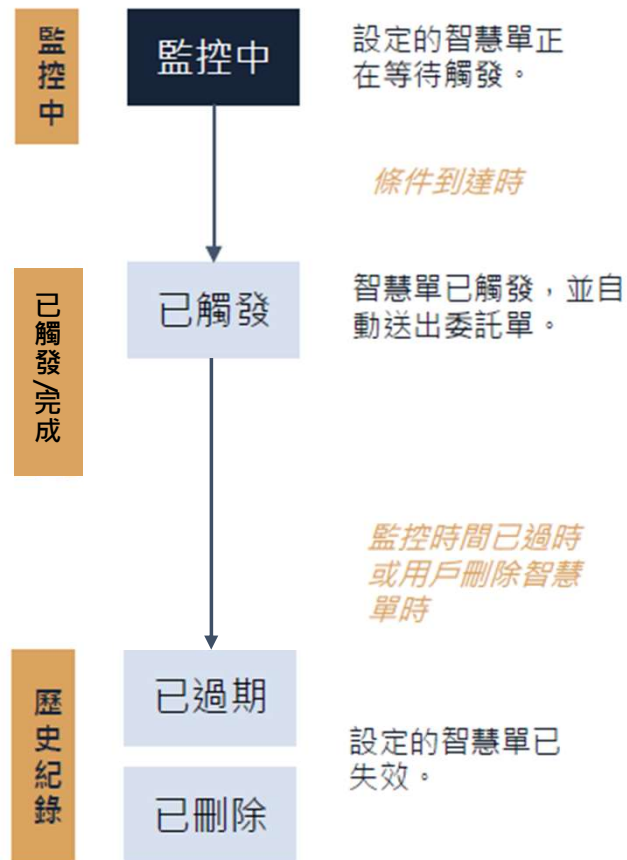 監控中
監控中
設定的智慧單正
在等待觸發。
條件到達時
已觸發/完成
已觸發
智慧單已觸發，並自
動送出委託單。
監控時間已過時
或用戶刪除智慧
單時
歷史紀錄
已過期
設定的智慧單已
失效。
已刪除